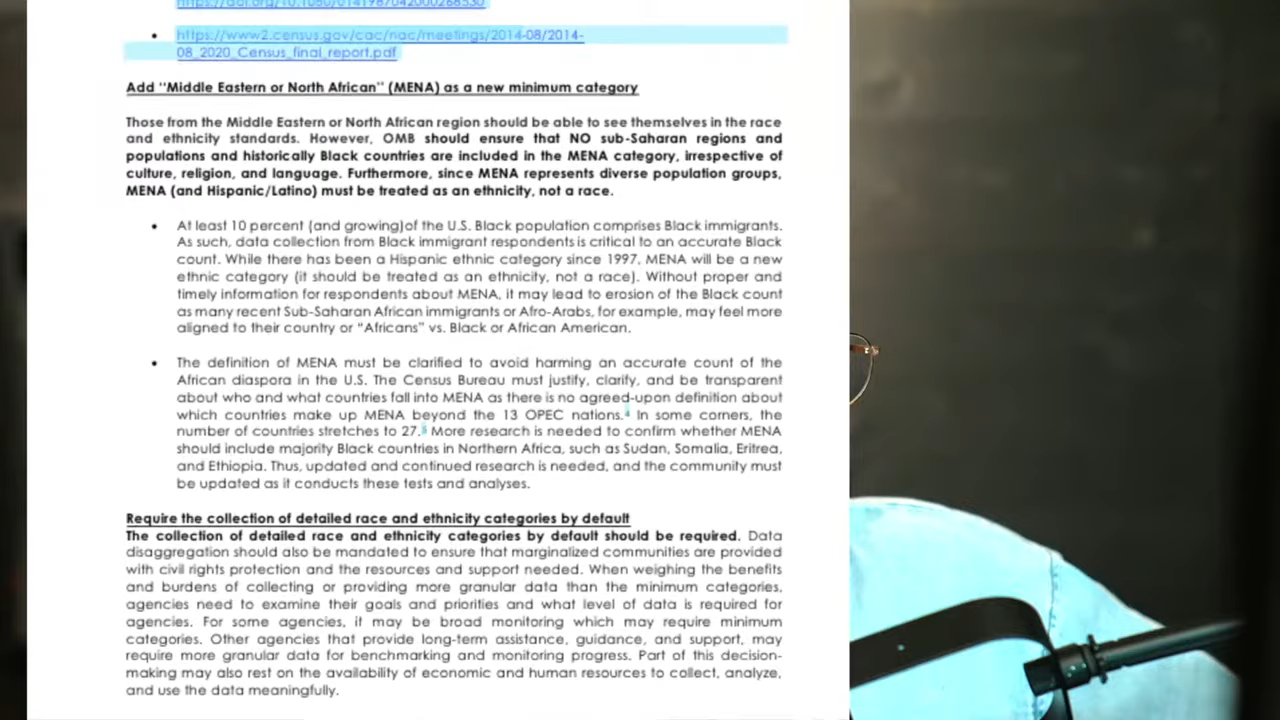 https://doi.org/10.1080/0141987042000268530
https://www2.census.gov/cac/nac/meetings/2014-08/2014-
08_2020_Census_final_report.pdf
Add "Middle Eastern or North African" (MENA) as a new minimum category
Those from the Middle Eastern or North African region should be able to see themselves in the race
and ethnicity standards. However, OMB should ensure that NO sub-Saharan regions and
populations and historically Black countries are included in the MENA category, irrespective of
culture, religion, and language. Furthermore, since MENA represents diverse population groups,
MENA (and Hispanic/Latino) must be treated as an ethnicity, not a race.
• At least 10 percent (and growing)of the U.S. Black population comprises Black immigrants.
As such, data collection from Black immigrant respondents is critical to an accurate Black
count. While there has been a Hispanic ethnic category since 1997, MENA will be a new
ethnic category (it should be treated as an ethnicity, not a race). Without proper and
timely information for respondents about MENA, it may lead to erosion of the Black count
as many recent Sub-Saharan African immigrants or Afro-Arabs, for example, may feel more
aligned to their country or "Africans" vs. Black or African American.
• The definition of MENA must be clarified to avoid harming an accurate count of the
African diaspora in the U.S. The Census Bureau must justify, clarify, and be transparent
about who and what countries fall into MENA as there is no agreed-upon definition about
which countries make up MENA beyond the 13 OPEC nations.4 In some corners, the
number of countries stretches to 27.5 More research is needed to confirm whether MENA
should include majority Black countries in Northern Africa, such as Sudan, Somalia, Eritrea,
and Ethiopia. Thus, updated and continued research is needed, and the community must
be updated as it conducts these tests and analyses.
Require the collection of detailed race and ethnicity categories by default
The collection of detailed race and ethnicity categories by default should be required. Data
disaggregation should also be mandated to ensure that marginalized communities are provided
with civil rights protection and the resources and support needed. When weighing the benefits
and burdens of collecting or providing more granular data than the minimum categories,
agencies need to examine their goals and priorities and what level of data is required for
agencies. For some agencies, it may be broad monitoring which may require minimum
categories. Other agencies that provide long-term assistance, guidance, and support, may
require more granular data for benchmarking and monitoring progress. Part of this decision-
making may also rest on the availability of economic and human resources to collect, analyze,
and use the data meaningfully.